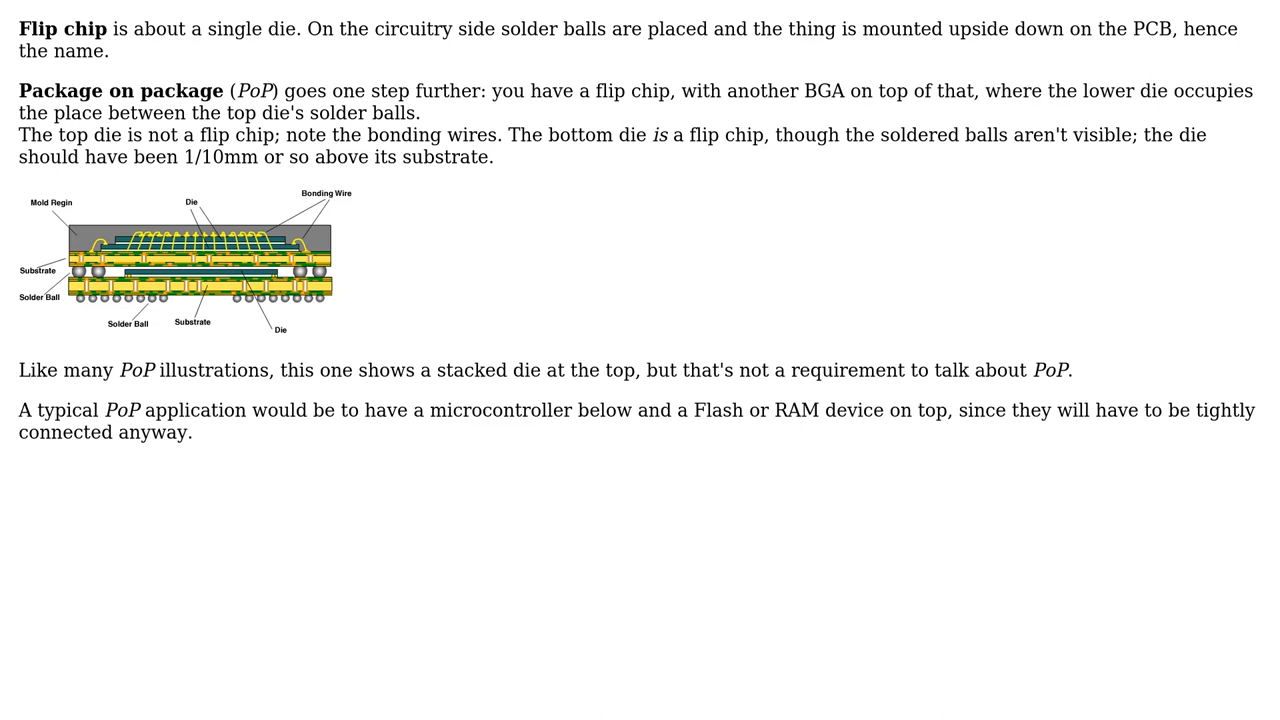 Flip chip is about a single die. On the circuitry side solder balls are placed and the thing is mounted upside down on the PCB, hence
the name.
Package on package (PoP) goes one step further: you have a flip chip, with another BGA on top of that, where the lower die occupies
the place between the top die's solder balls.
The top die is not a flip chip; note the bonding wires. The bottom die is a flip chip, though the soldered balls aren't visible; the die
should have been 1/10mm or so above its substrate.
Bonding Wire
Mold Regin
Die
Substrate
Solder Ball
Solder Ball
Substrate
Die
Like many PoP illustrations, this one shows a stacked die at the top, but that's not a requirement to talk about PoP.
A typical PoP application would be to have a microcontroller below and a Flash or RAM device on top, since they will have to be tightly
connected anyway.